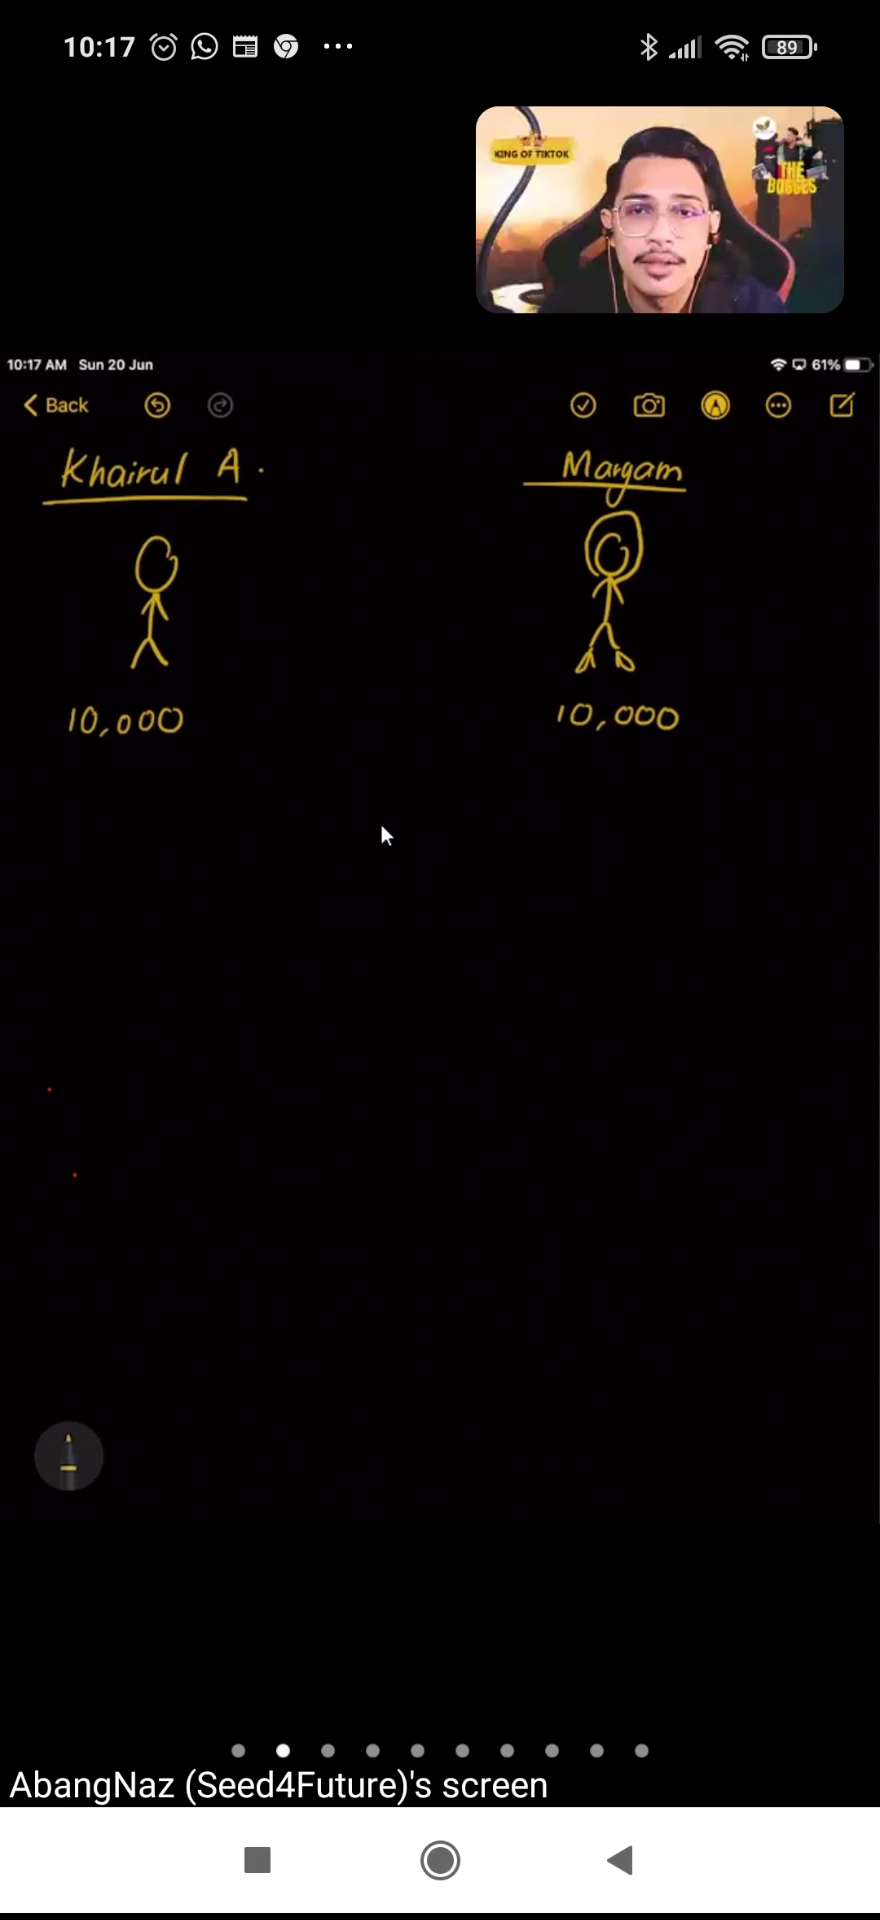 10:17 89
KING OF TIKTOK
THE
BOSSES
10:17 AM Sun 20 Jun 61%
Back
Khairul A.
Maryam
10,000 10,000
AbangNaz (Seed4Future)'s screen